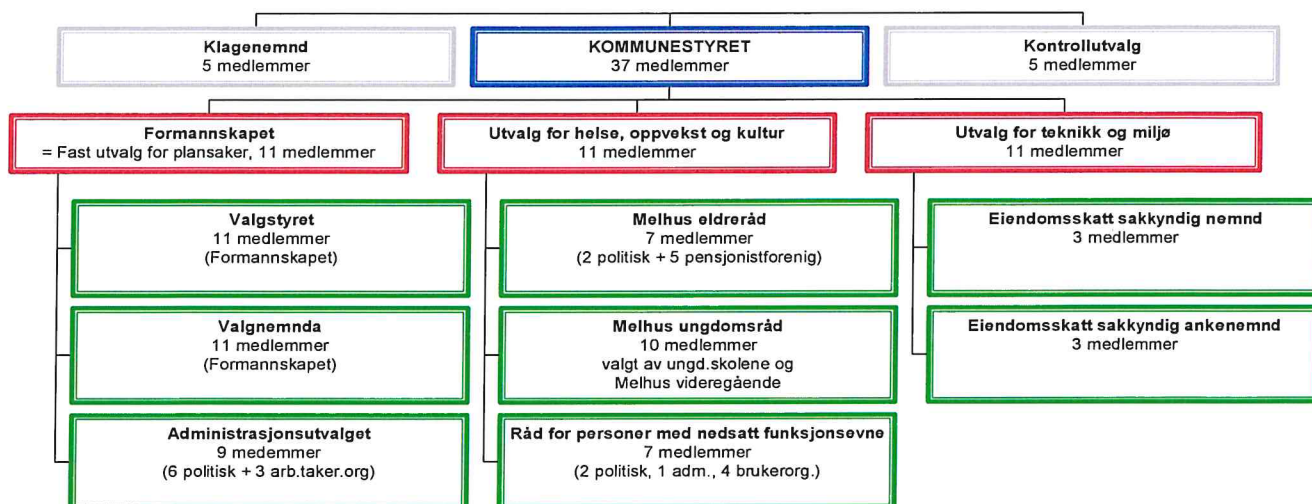 Klagenemnd
5 medlemmer
KOMMUNESTYRET
37 medlemmer
Kontrollutvalg
5 medlemmer
Formannskapet
= Fast utvalg for plansaker, 11 medlemmer
Utvalg for helse, oppvekst og kultur
11 medlemmer
Utvalg for teknikk og miljø
11 medlemmer
Valgstyret
11 medlemmer
(Formannskapet)
Melhus eldreråd
7 medlemmer
(2 politisk + 5 pensjonistforenig)
Eiendomsskatt sakkyndig nemnd
3 medlemmer
Valgnemnda
11 medlemmer
(Formannskapet)
Melhus ungdomsråd
10 medlemmer
valgt av ungd.skolene og
Melhus videregående
Eiendomsskatt sakkyndig ankenemnd
3 medlemmer
Administrasjonsutvalget
9 medemmer
(6 politisk + 3 arb.taker.org)
Råd for personer med nedsatt funksjonsevne
7 medlemmer
(2 politisk, 1 adm., 4 brukerorg.)